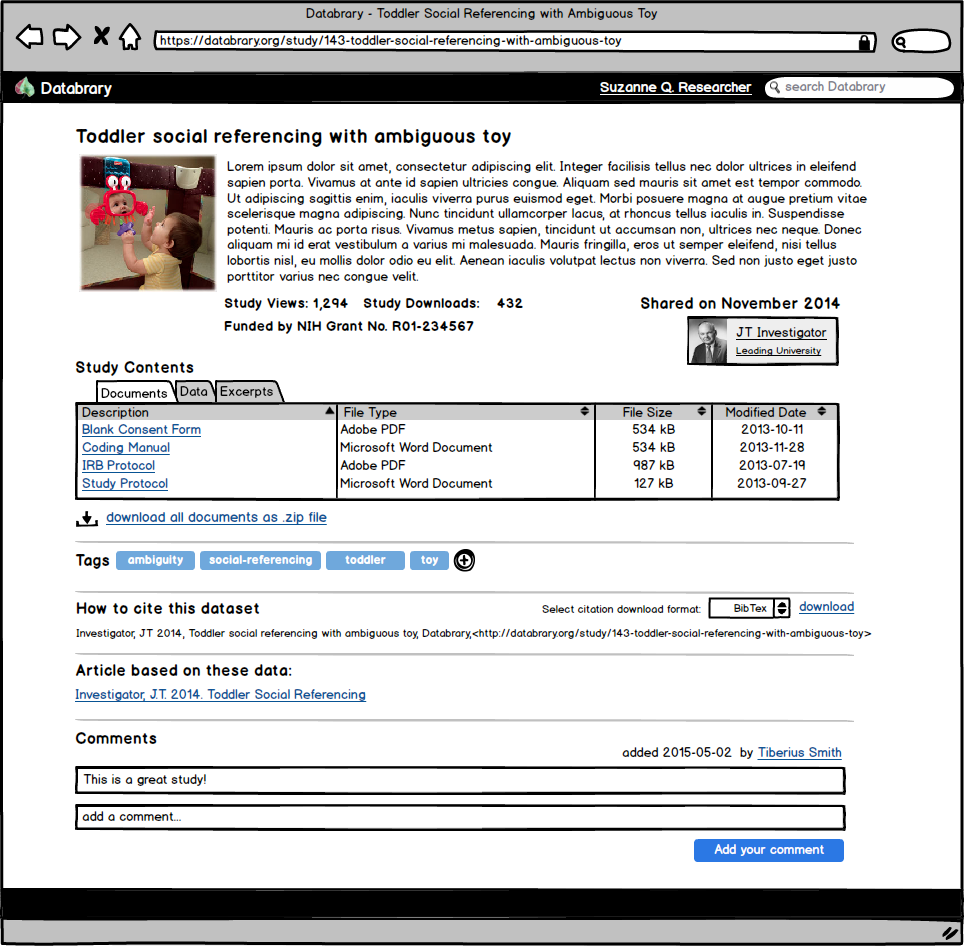 Databrary - Toddler Social Referencing with Ambiguous Toy
https://databrary.org/study/143-toddler-social-referencing-with-ambiguous-toy
Databrary
Suzanne Q. Researcher
search Databrary
Toddler social referencing with ambiguous toy
Lorem ipsum dolor sit amet, consectetur adipiscing elit. Integer facilisis tellus nec dolor ultrices in eleifend
sapien porta. Vivamus at ante id sapien ultricies congue. Aliquam sed mauris sit amet est tempor commodo.
Ut adipiscing sagittis enim, iaculis viverra purus euismod eget. Morbi posuere magna at augue pretium vitae
scelerisque magna adipiscing. Nunc tincidunt ullamcorper lacus, at rhoncus tellus iaculis in. Suspendisse
potenti. Mauris ac porta risus. Vivamus metus sapien, tincidunt ut accumsan non, ultrices nec neque. Donec
aliquam mi id erat vestibulum a varius mi malesuada. Mauris fringilla, eros ut semper eleifend, nisi tellus
lobortis nisl, eu mollis dolor odio eu elit. Aenean iaculis volutpat lectus non viverra. Sed non justo eget justo
porttitor varius nec congue velit.
Study Views: 1,294 Study Downloads: 432
Shared on November 2014
Funded by NIH Grant No. R01-234567
JT Investigator
Leading University
Study Contents
Documents Data Excerpts
Description File Type File Size Modified Date
Blank Consent Form Adobe PDF 534 kB 2013-10-11
Coding Manual Microsoft Word Document 534 kB 2013-11-28
IRB Protocol Adobe PDF 987 kB 2013-07-19
Study Protocol Microsoft Word Document 127 kB 2013-09-27
download all documents as .zip file
Tags ambiguity social-referencing toddler toy
How to cite this dataset
Select citation download format: BibTex download
Investigator, JT 2014, Toddler social referencing with ambiguous toy, Databrary,<http://databrary.org/study/143-toddler-social-referencing-with-ambiguous-toy>
Article based on these data:
Investigator, J.T. 2014. Toddler Social Referencing
Comments
added 2015-05-02 by Tiberius Smith
This is a great study!
add a comment...
Add your comment